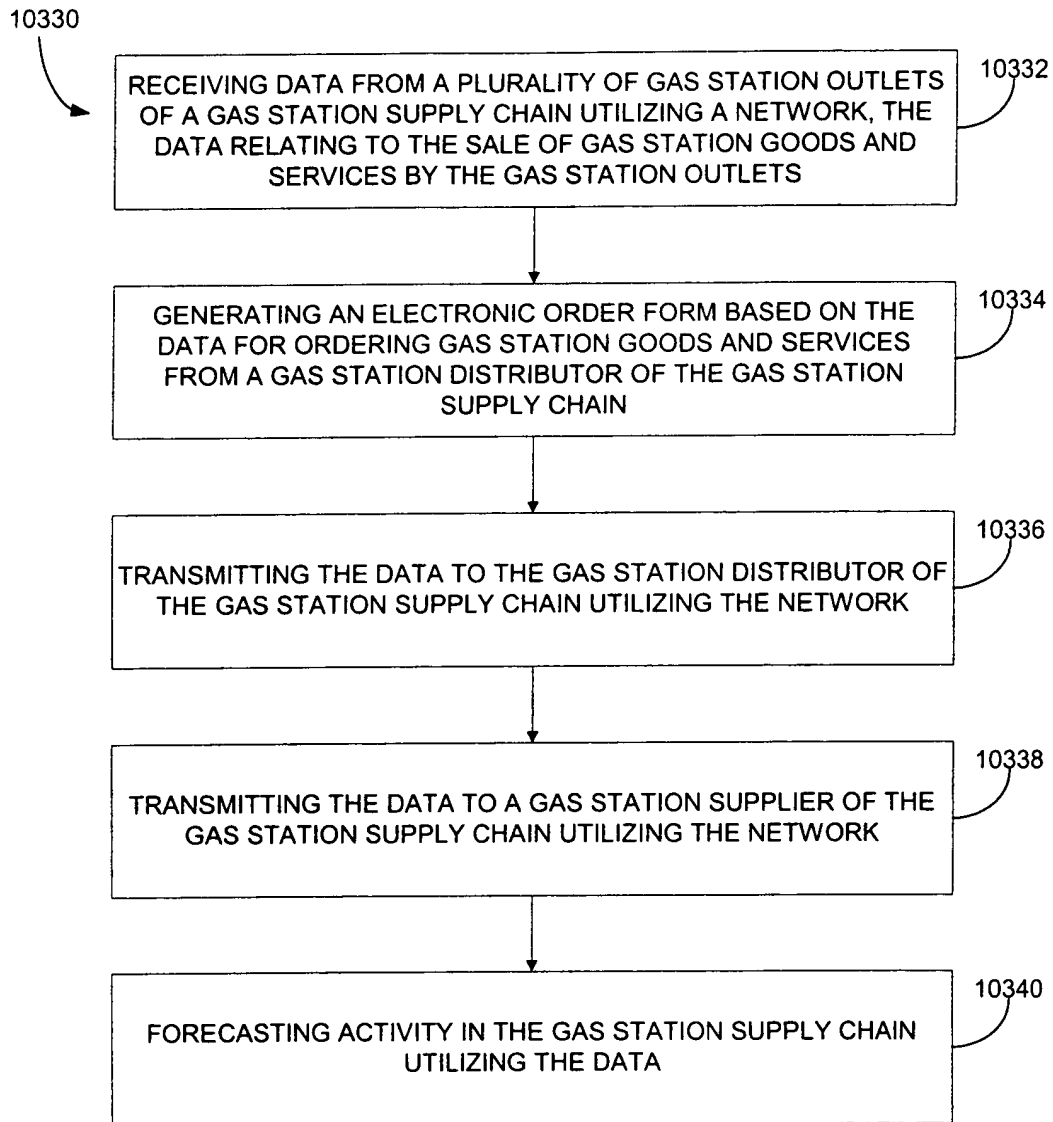 10330
RECEIVING DATA FROM A PLURALITY OF GAS STATION OUTLETS
OF A GAS STATION SUPPLY CHAIN UTILIZING A NETWORK, THE
DATA RELATING TO THE SALE OF GAS STATION GOODS AND
SERVICES BY THE GAS STATION OUTLETS
10332
GENERATING AN ELECTRONIC ORDER FORM BASED ON THE
DATA FOR ORDERING GAS STATION GOODS AND SERVICES
FROM A GAS STATION DISTRIBUTOR OF THE GAS STATION
SUPPLY CHAIN
10334
TRANSMITTING THE DATA TO THE GAS STATION DISTRIBUTOR OF
THE GAS STATION SUPPLY CHAIN UTILIZING THE NETWORK
10336
TRANSMITTING THE DATA TO A GAS STATION SUPPLIER OF THE
GAS STATION SUPPLY CHAIN UTILIZING THE NETWORK
10338
FORECASTING ACTIVITY IN THE GAS STATION SUPPLY CHAIN
UTILIZING THE DATA
10340